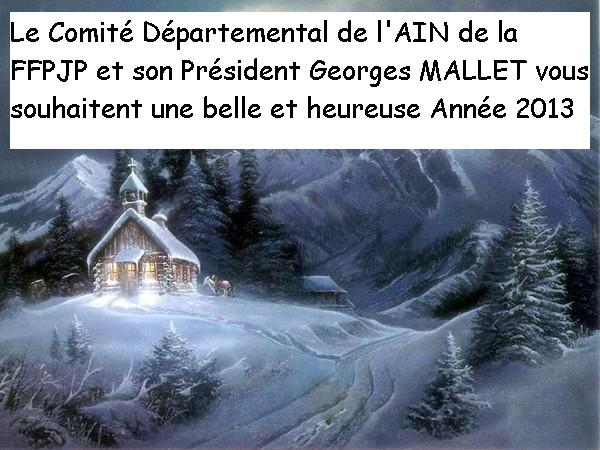 Le Comité Départemental de l'AIN de la
FFPJP et son Président Georges MALLET vous
souhaitent une belle et heureuse Année 2013